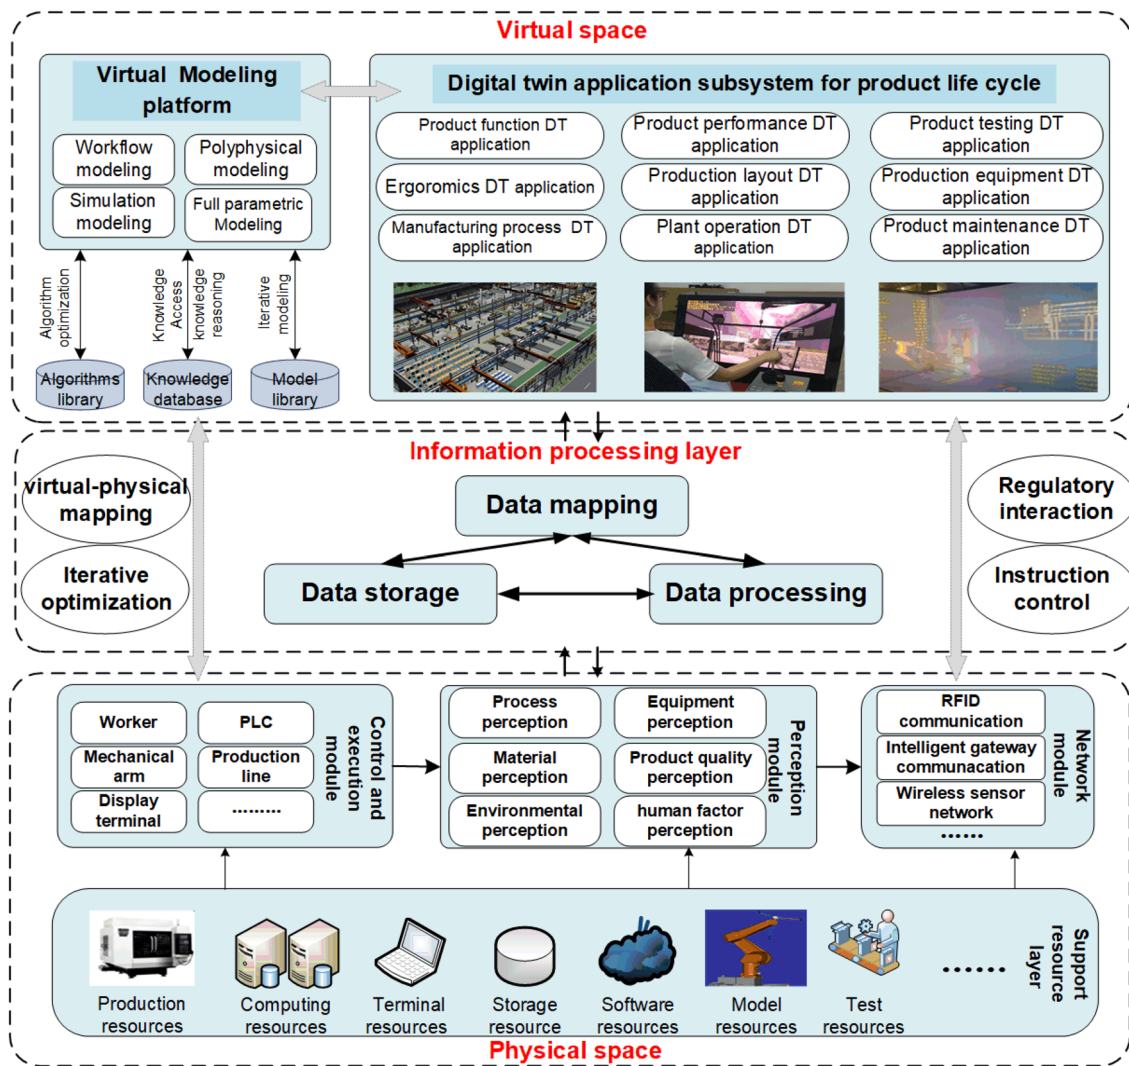 Virtual space
Virtual Modeling
platform
Workflow
modeling
Polyphysical
modeling
Simulation
modeling
Full parametric
Modeling
Algorithm
optimization
Knowledge
Access
knowledge
reasoning
Iterative
modeling
Algorithms
library
Knowledge
database
Model
library
Digital twin application subsystem for product life cycle
Product function DT
application
Product performance DT
application
Product testing DT
application
Ergoromics DT application
Production layout DT
application
Production equipment DT
application
Manufacturing process DT
application
Plant operation DT
application
Product maintenance DT
application
Information processing layer
virtual-physical
mapping
Iterative
optimization
Data mapping
Data storage
Data processing
Regulatory
interaction
Instruction
control
Worker
PLC
Mechanical
arm
Production
line
Display
terminal
·········
Control and
execution
module
Process
perception
Equipment
perception
Material
perception
Product quality
perception
Environmental
perception
human factor
perception
Perception
module
RFID
communication
Intelligent gateway
communacation
Wireless sensor
network
······
Network
module
Production
resources
Computing
resources
Terminal
resources
Storage
resource
Software
resources
Model
resources
Test
resources
······
Support
resource
layer
Physical space